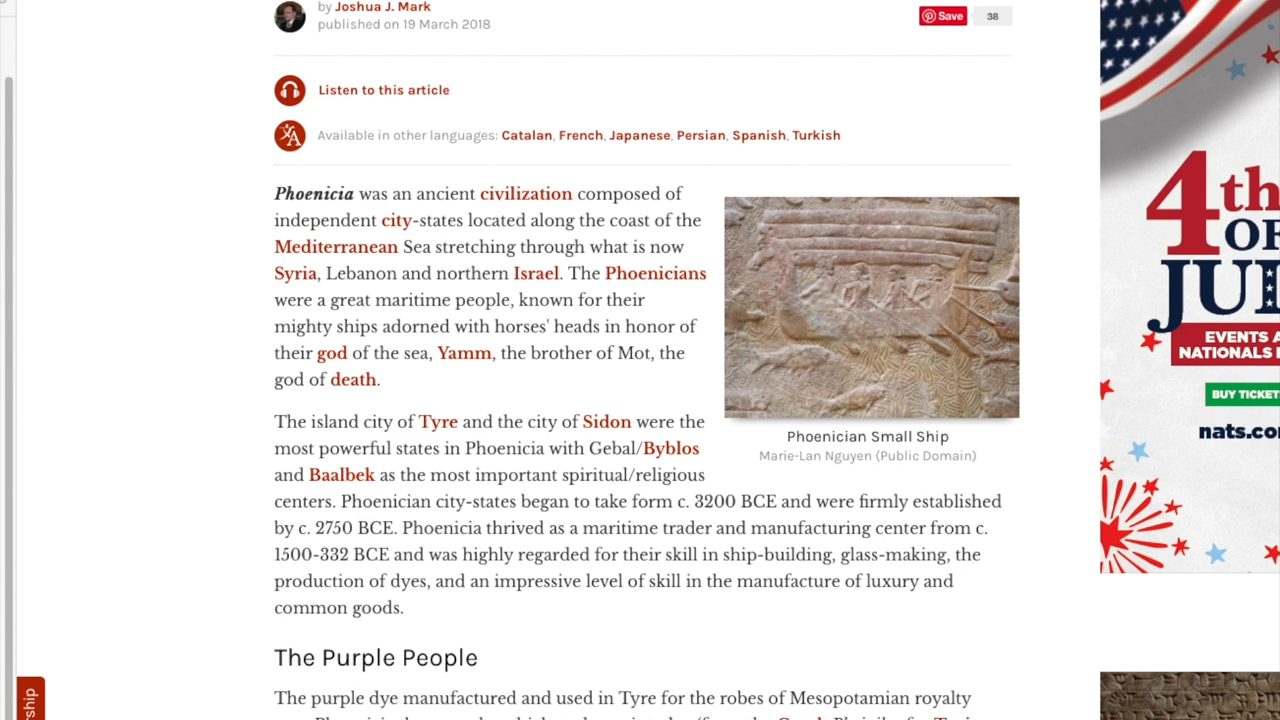 by Joshua J. Mark
published on 19 March 2018
Save
38
Listen to this article
Available in other languages: Catalan, French, Japanese, Persian, Spanish, Turkish
Phoenicia was an ancient civilization composed of
independent city-states located along the coast of the
Mediterranean Sea stretching through what is now
Syria, Lebanon and northern Israel. The Phoenicians
were a great maritime people, known for their
mighty ships adorned with horses' heads in honor of
their god of the sea, Yamm, the brother of Mot, the
god of death.
Phoenician Small Ship
Marie-Lan Nguyen (Public Domain)
The island city of Tyre and the city of Sidon were the
most powerful states in Phoenicia with Gebal/Byblos
and Baalbek as the most important spiritual/religious
centers. Phoenician city-states began to take form c. 3200 BCE and were firmly established
by c. 2750 BCE. Phoenicia thrived as a maritime trader and manufacturing center from c.
1500-332 BCE and was highly regarded for their skill in ship-building, glass-making, the
production of dyes, and an impressive level of skill in the manufacture of luxury and
common goods.
The Purple People
The purple dye manufactured and used in Tyre for the robes of Mesopotamian royalty
4th
OF
JUL
EVENTS A
NATIONALS
BUY TICKET
nats.co
ship